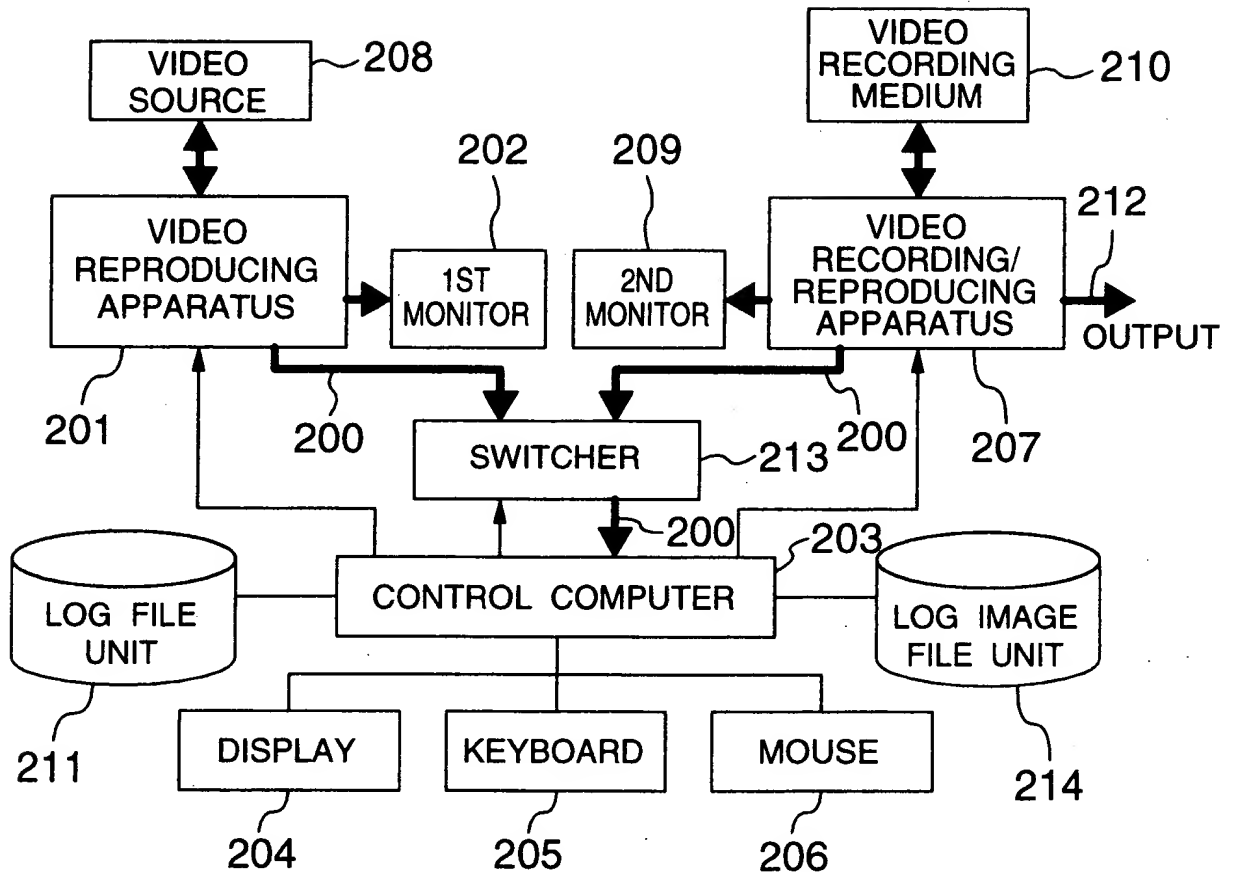 VIDEO
SOURCE
208
VIDEO
RECORDING
MEDIUM
210
202
209
212
VIDEO
REPRODUCING
APPARATUS
1ST
MONITOR
2ND
MONITOR
VIDEO
RECORDING/
REPRODUCING
APPARATUS
OUTPUT
201
200
200
207
SWITCHER
213
200
203
LOG FILE
UNIT
CONTROL COMPUTER
LOG IMAGE
FILE UNIT
211
DISPLAY
KEYBOARD
MOUSE
214
204
205
206